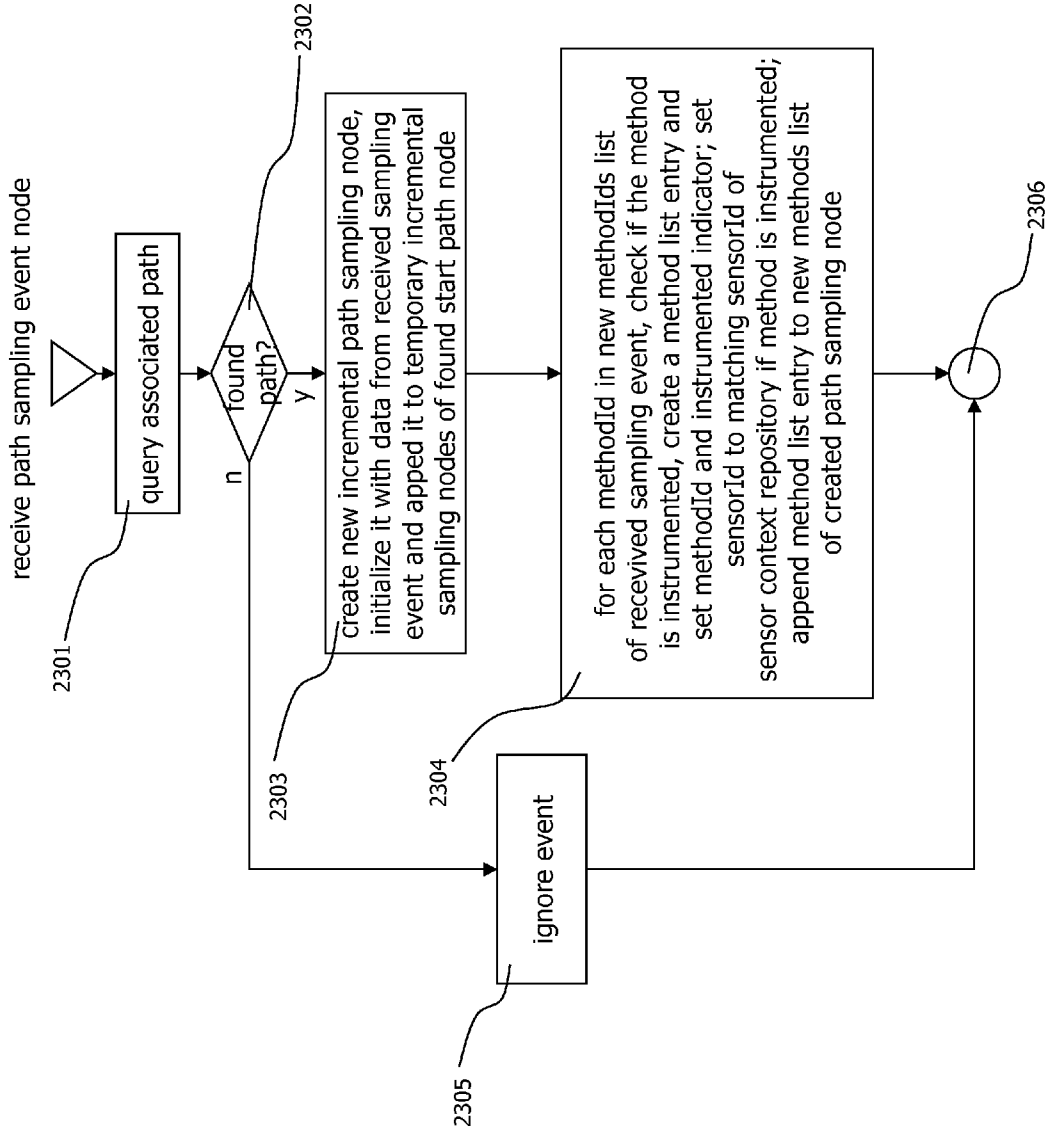 receive path sampling event node
2301
query associated path
found
path?
2302
n
y
2303
create new incremental path sampling node,
initialize it with data from received sampling
event and apped it to temporary incremental
sampling nodes of found start path node
2304
for each methodId in new methodIds list
of recevived sampling event, check if the method
is instrumented, create a method list entry and
set methodId and instrumented indicator; set
sensorId to matching sensorId of
sensor context repository if method is instrumented;
append method list entry to new methods list
of created path sampling node
2305
ignore event
2306